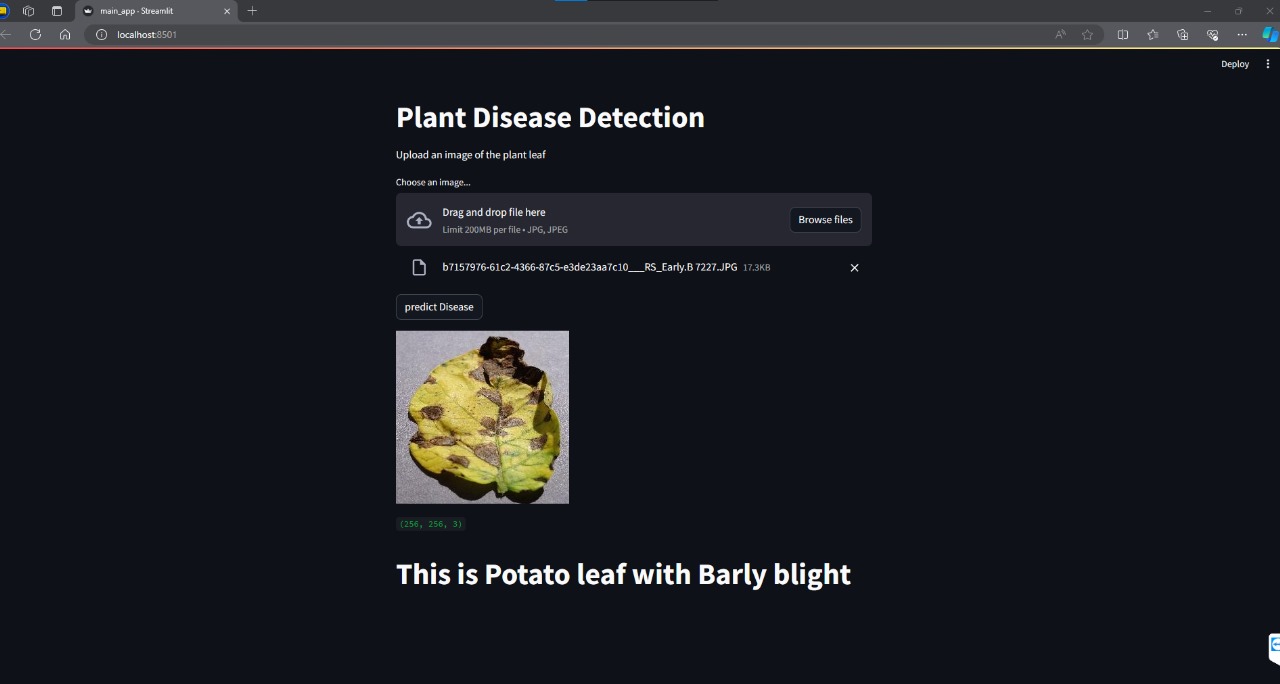 main_app - Streamlit
localhost:8501
Deploy
Plant Disease Detection
Upload an image of the plant leaf
Choose an image...
Drag and drop file here
Limit 200MB per file • JPG, JPEG
Browse files
b7157976-61c2-4366-87c5-e3de23aa7c10___RS_Early.B 7227.JPG 17.3KB
predict Disease
(256, 256, 3)
This is Potato leaf with Barly blight